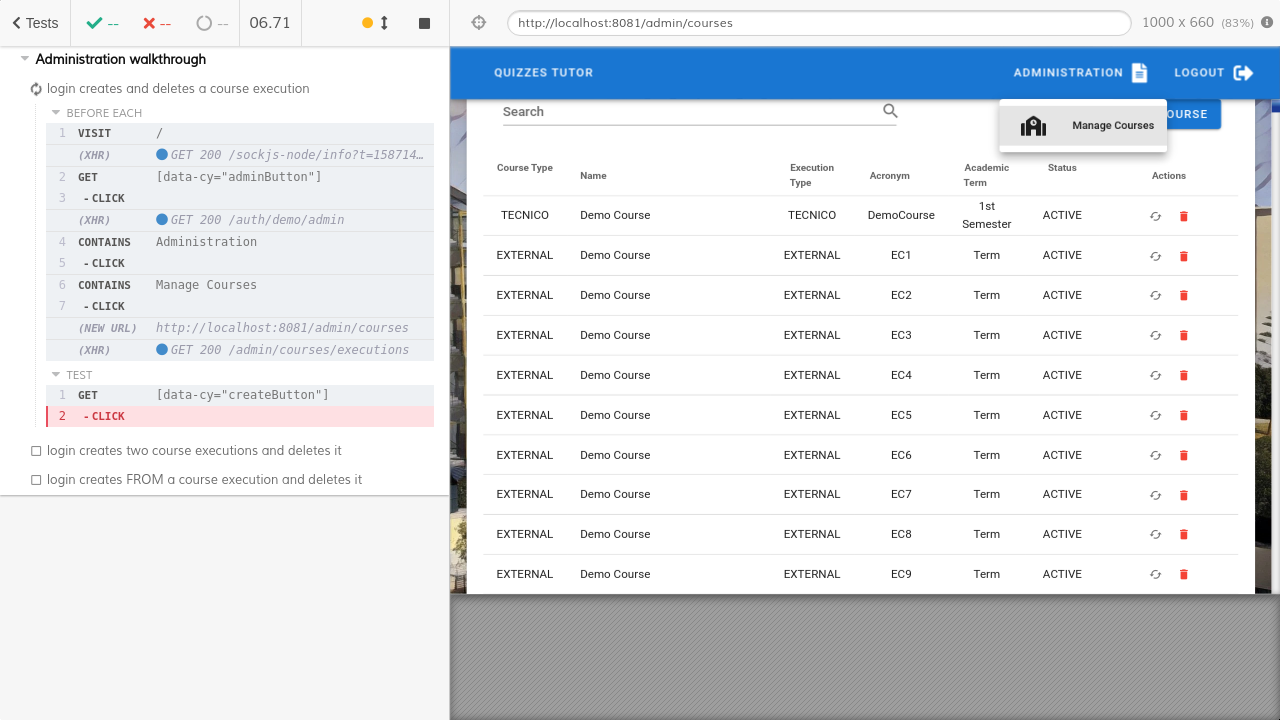 Tests -- -- -- 06.71
http://localhost:8081/admin/courses 1000 x 660 (83%)
Administration walkthrough
login creates and deletes a course execution
BEFORE EACH
1 VISIT /
(XHR) GET 200 /sockjs-node/info?t=158714…
2 GET [data-cy="adminButton"]
3 - CLICK
(XHR) GET 200 /auth/demo/admin
4 CONTAINS Administration
5 - CLICK
6 CONTAINS Manage Courses
7 - CLICK
(NEW URL) http://localhost:8081/admin/courses
(XHR) GET 200 /admin/courses/executions
TEST
1 GET [data-cy="createButton"]
2 - CLICK
login creates two course executions and deletes it
login creates FROM a course execution and deletes it
QUIZZES TUTOR ADMINISTRATION LOGOUT
Search OURSE
Manage Courses
Course Type Name Execution Type Acronym Academic Term Status Actions
TECNICO Demo Course TECNICO DemoCourse 1st Semester ACTIVE
EXTERNAL Demo Course EXTERNAL EC1 Term ACTIVE
EXTERNAL Demo Course EXTERNAL EC2 Term ACTIVE
EXTERNAL Demo Course EXTERNAL EC3 Term ACTIVE
EXTERNAL Demo Course EXTERNAL EC4 Term ACTIVE
EXTERNAL Demo Course EXTERNAL EC5 Term ACTIVE
EXTERNAL Demo Course EXTERNAL EC6 Term ACTIVE
EXTERNAL Demo Course EXTERNAL EC7 Term ACTIVE
EXTERNAL Demo Course EXTERNAL EC8 Term ACTIVE
EXTERNAL Demo Course EXTERNAL EC9 Term ACTIVE